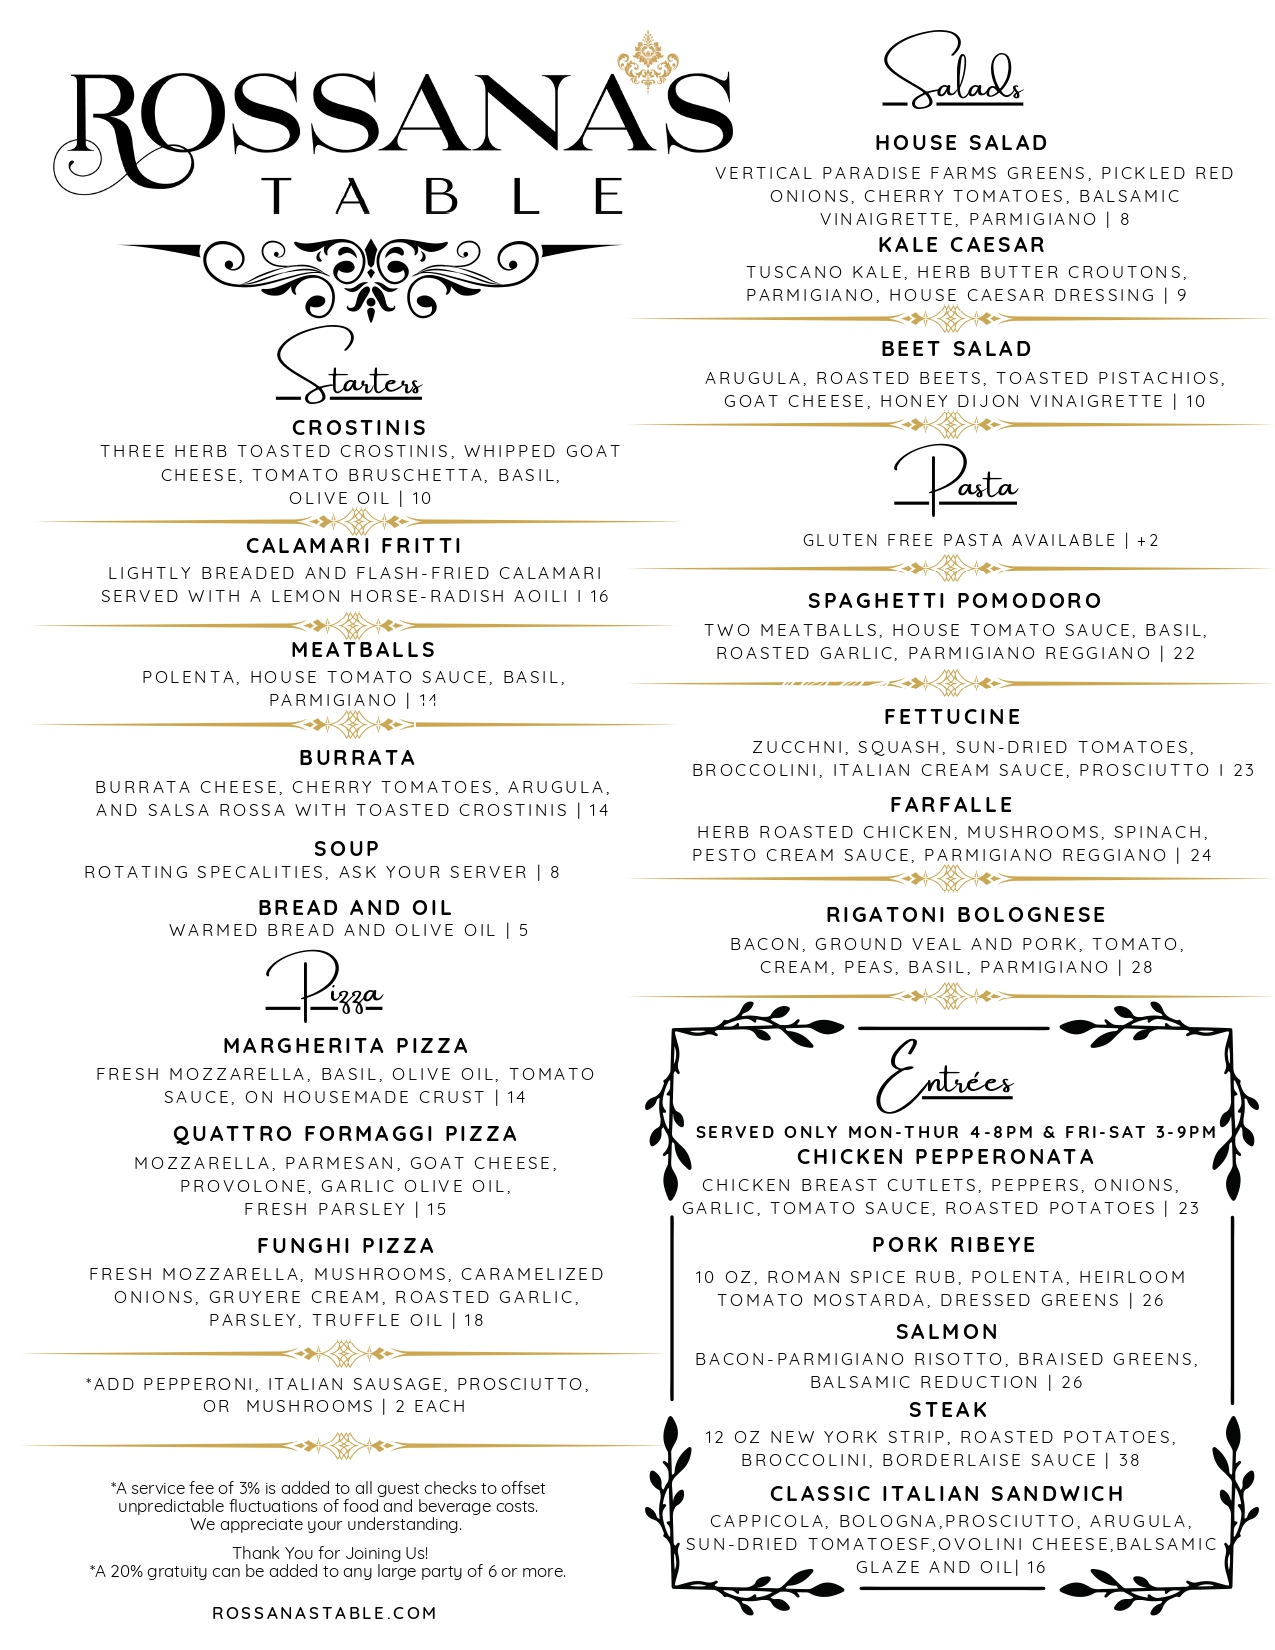 ROSSANA'S
TABLE
Starters
CROSTINIS
THREE HERB TOASTED CROSTINIS, WHIPPED GOAT
CHEESE, TOMATO BRUSCHETTA, BASIL,
OLIVE OIL | 10
CALAMARI FRITTI
LIGHTLY BREADED AND FLASH-FRIED CALAMARI
SERVED WITH A LEMON HORSE-RADISH AOILI I 16
MEATBALLS
POLENTA, HOUSE TOMATO SAUCE, BASIL,
PARMIGIANO |
BURRATA
BURRATA CHEESE, CHERRY TOMATOES, ARUGULA,
AND SALSA ROSSA WITH TOASTED CROSTINIS | 14
SOUP
ROTATING SPECALITIES, ASK YOUR SERVER | 8
BREAD AND OIL
WARMED BREAD AND OLIVE OIL | 5
Pizza
MARGHERITA PIZZA
FRESH MOZZARELLA, BASIL, OLIVE OIL, TOMATO
SAUCE, ON HOUSEMADE CRUST | 14
QUATTRO FORMAGGI PIZZA
MOZZARELLA, PARMESAN, GOAT CHEESE,
PROVOLONE, GARLIC OLIVE OIL,
FRESH PARSLEY | 15
FUNGHI PIZZA
FRESH MOZZARELLA, MUSHROOMS, CARAMELIZED
ONIONS, GRUYERE CREAM, ROASTED GARLIC,
PARSLEY, TRUFFLE OIL | 18
*ADD PEPPERONI, ITALIAN SAUSAGE, PROSCIUTTO,
OR MUSHROOMS | 2 EACH
*A service fee of 3% is added to all guest checks to offset
unpredictable fluctuations of food and beverage costs.
We appreciate your understanding.
Thank You for Joining Us!
*A 20% gratuity can be added to any large party of 6 or more.
ROSSANASTABLE.COM
Salads
HOUSE SALAD
VERTICAL PARADISE FARMS GREENS, PICKLED RED
ONIONS, CHERRY TOMATOES, BALSAMIC
VINAIGRETTE, PARMIGIANO | 8
KALE CAESAR
TUSCANO KALE, HERB BUTTER CROUTONS,
PARMIGIANO, HOUSE CAESAR DRESSING | 9
BEET SALAD
ARUGULA, ROASTED BEETS, TOASTED PISTACHIOS,
GOAT CHEESE, HONEY DIJON VINAIGRETTE | 10
Pasta
GLUTEN FREE PASTA AVAILABLE | +2
SPAGHETTI POMODORO
TWO MEATBALLS, HOUSE TOMATO SAUCE, BASIL,
ROASTED GARLIC, PARMIGIANO REGGIANO | 22
FETTUCINE
ZUCCHNI, SQUASH, SUN-DRIED TOMATOES,
BROCCOLINI, ITALIAN CREAM SAUCE, PROSCIUTTO I 23
FARFALLE
HERB ROASTED CHICKEN, MUSHROOMS, SPINACH,
PESTO CREAM SAUCE, PARMIGIANO REGGIANO | 24
RIGATONI BOLOGNESE
BACON, GROUND VEAL AND PORK, TOMATO,
CREAM, PEAS, BASIL, PARMIGIANO | 28
Entrées
SERVED ONLY MON-THUR 4-8PM & FRI-SAT 3-9PM
CHICKEN PEPPERONATA
CHICKEN BREAST CUTLETS, PEPPERS, ONIONS,
GARLIC, TOMATO SAUCE, ROASTED POTATOES | 23
PORK RIBEYE
10 OZ, ROMAN SPICE RUB, POLENTA, HEIRLOOM
TOMATO MOSTARDA, DRESSED GREENS | 26
SALMON
BACON-PARMIGIANO RISOTTO, BRAISED GREENS,
BALSAMIC REDUCTION | 26
STEAK
12 OZ NEW YORK STRIP, ROASTED POTATOES,
BROCCOLINI, BORDERLAISE SAUCE | 38
CLASSIC ITALIAN SANDWICH
CAPPICOLA, BOLOGNA,PROSCIUTTO, ARUGULA,
SUN-DRIED TOMATOESF,OVOLINI CHEESE,BALSAMIC
GLAZE AND OIL| 16